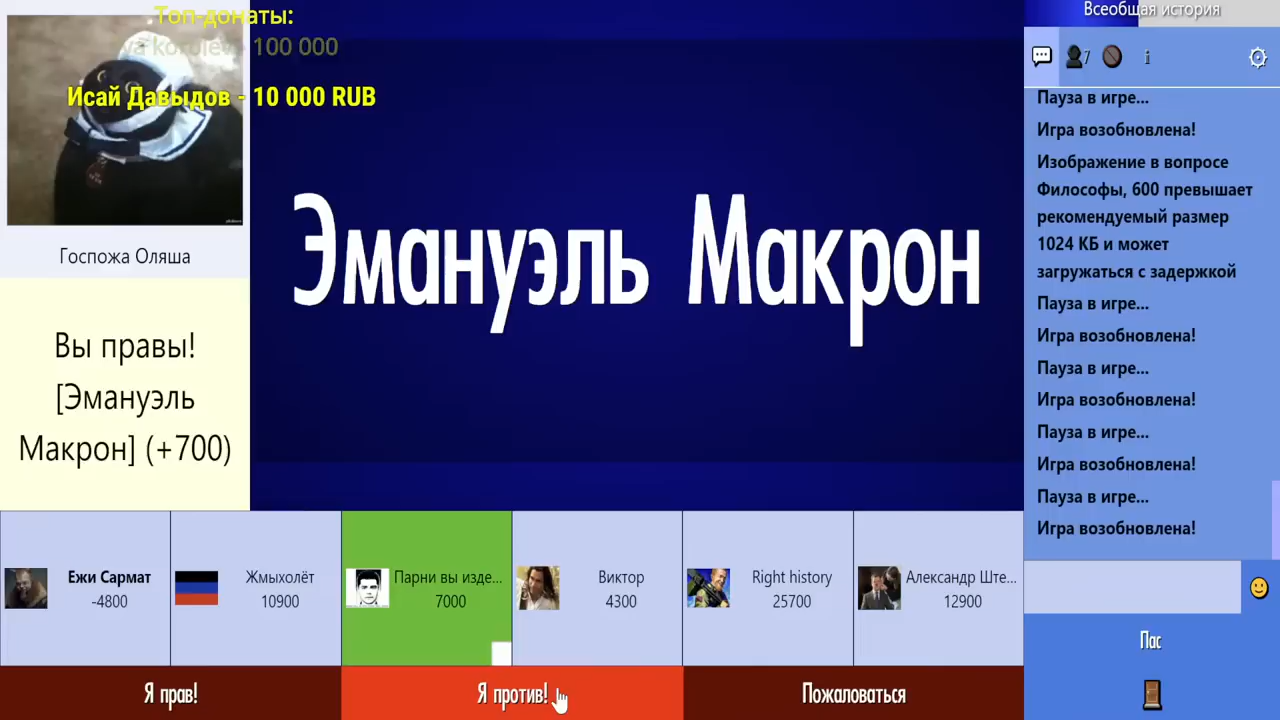 Топ-донаты:
100 000
Исай Давыдов - 10 000 RUB
Госпожа Оляша
Вы правы!
[Эмануэль
Макрон] (+700)
Эмануэль Макрон
Всеобщая история
7
i
Пауза в игре...
Игра возобновлена!
Изображение в вопросе
Философы, 600 превышает
рекомендуемый размер
1024 КБ и может
загружаться с задержкой
Пауза в игре...
Игра возобновлена!
Пауза в игре...
Игра возобновлена!
Пауза в игре...
Игра возобновлена!
Пауза в игре...
Игра возобновлена!
Ежи Сармат
-4800
Жмыхолёт
10900
Парни вы изде...
7000
Виктор
4300
Right history
25700
Александр Ште...
12900
Пас
Я прав!
Я против!
Пожаловаться